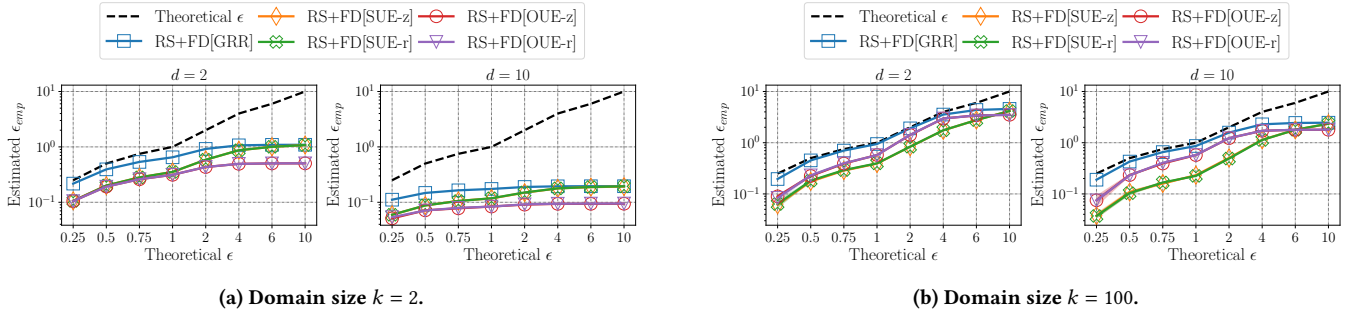 Theoretical ϵ
RS+FD[SUE-z]
RS+FD[OUE-z]
RS+FD[GRR]
RS+FD[SUE-r]
RS+FD[OUE-r]
d = 2
d = 10
Estimated ϵemp
10^1
10^0
10^−1
10^1
10^0
10^−1
0.25 0.5 0.75 1 2 4 6 10
0.25 0.5 0.75 1 2 4 6 10
Theoretical ϵ
Theoretical ϵ
(a) Domain size k = 2.
Theoretical ϵ
RS+FD[SUE-z]
RS+FD[OUE-z]
RS+FD[GRR]
RS+FD[SUE-r]
RS+FD[OUE-r]
d = 2
d = 10
Estimated ϵemp
10^1
10^0
10^−1
Estimated ϵemp
10^1
10^0
10^−1
0.25 0.5 0.75 1 2 4 6 10
0.25 0.5 0.75 1 2 4 6 10
Theoretical ϵ
Theoretical ϵ
(b) Domain size k = 100.